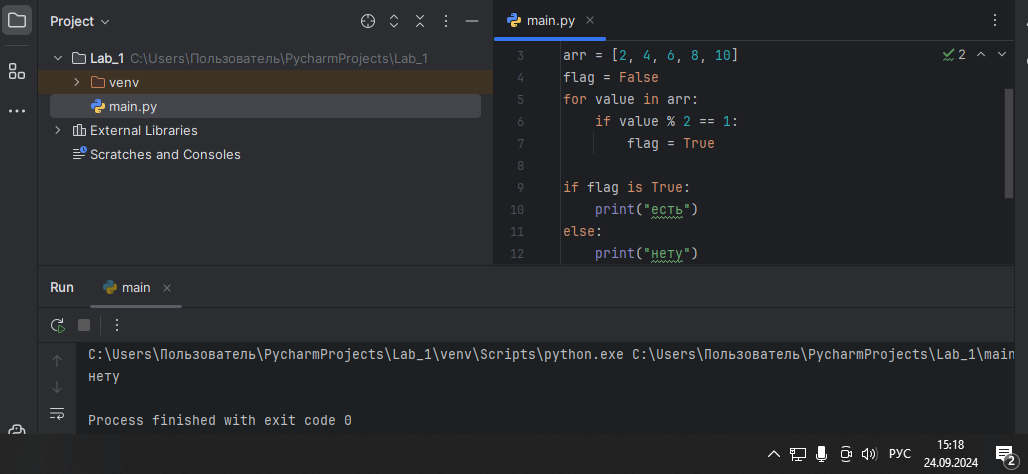 Project
main.py
Lab_1 C:\Users\Пользователь\PycharmProjects\Lab_1
venv
main.py
External Libraries
Scratches and Consoles
2
3 arr = [2, 4, 6, 8, 10]
4 flag = False
5 for value in arr:
6 if value % 2 == 1:
7 flag = True
8
9 if flag is True:
10 print("есть")
11 else:
12 print("нету")
Run main
C:\Users\Пользователь\PycharmProjects\Lab_1\venv\Scripts\python.exe C:\Users\Пользователь\PycharmProjects\Lab_1\main
нету
Process finished with exit code 0
РУС
15:18
24.09.2024
2